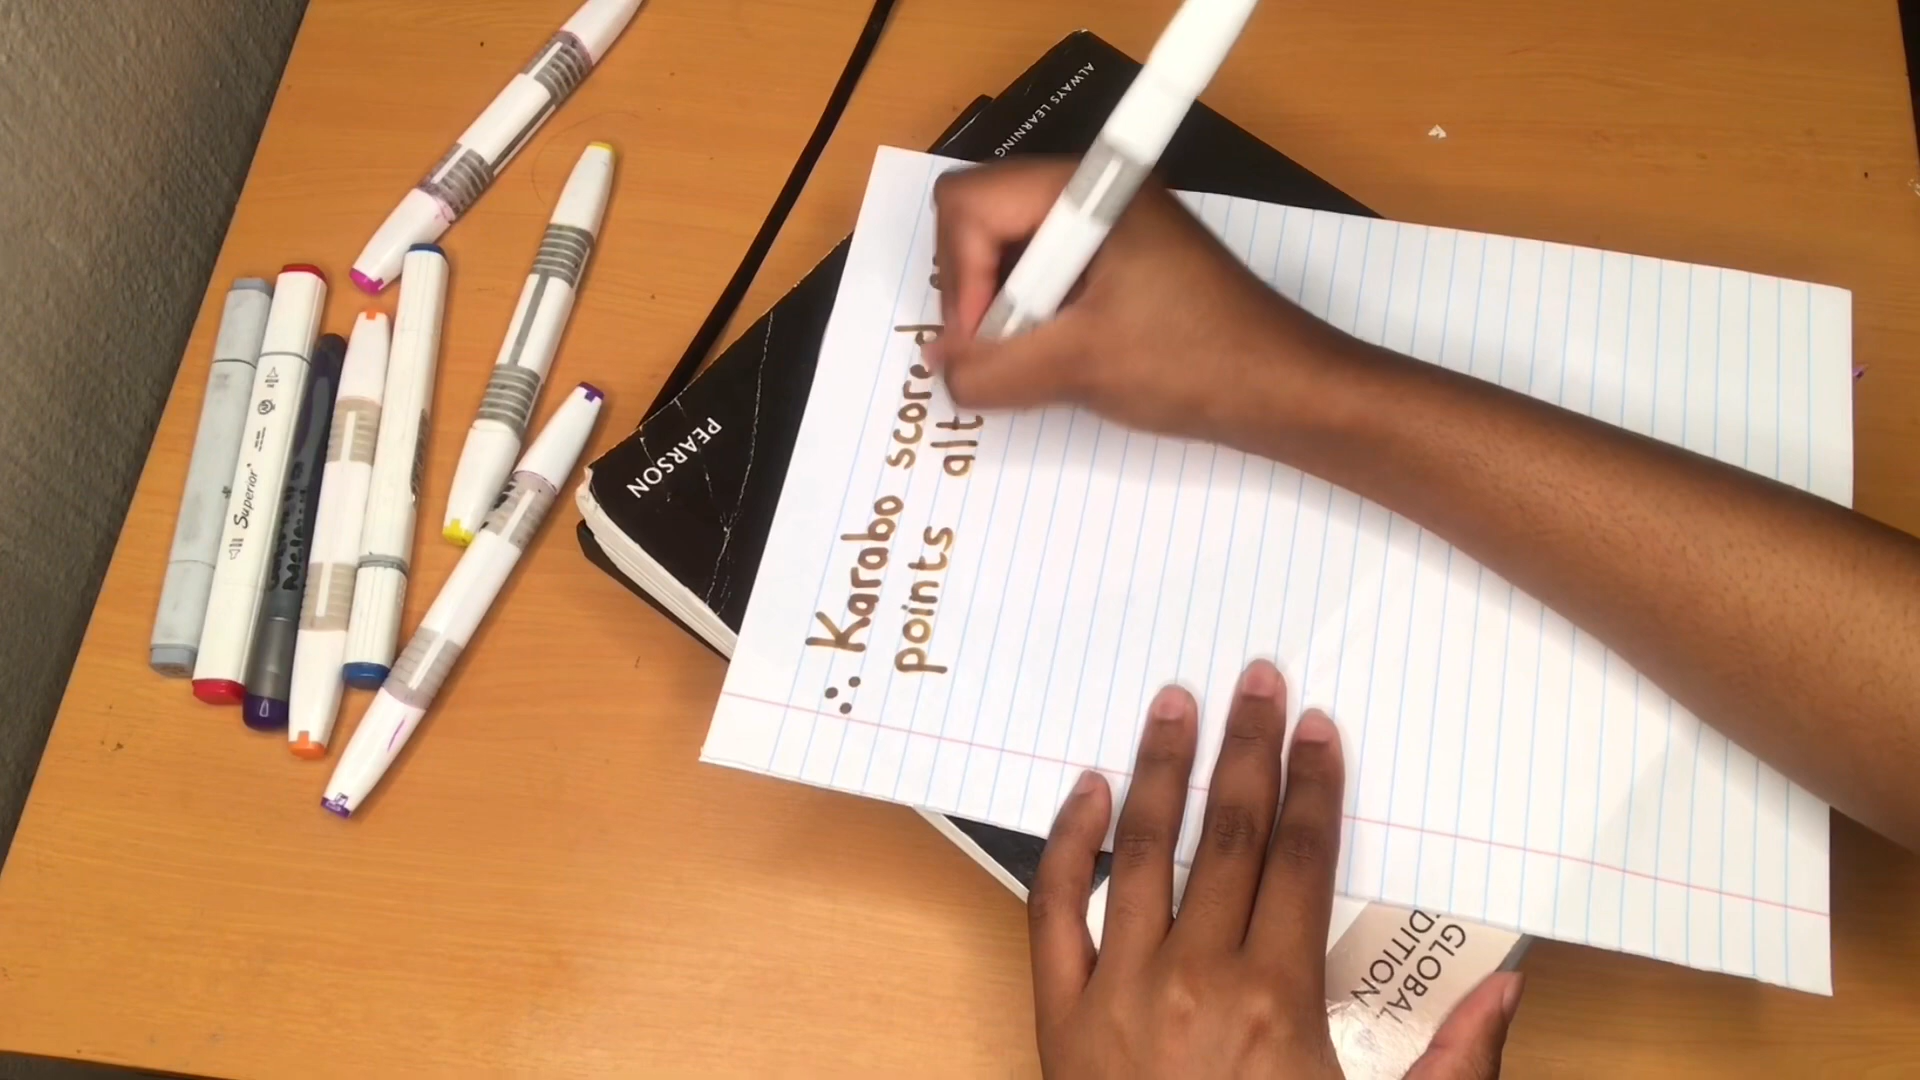 ∴ Karabo scored
points alt
PEARSON
ALWAYS LEARNING
Superior
GLOBAL
EDITION